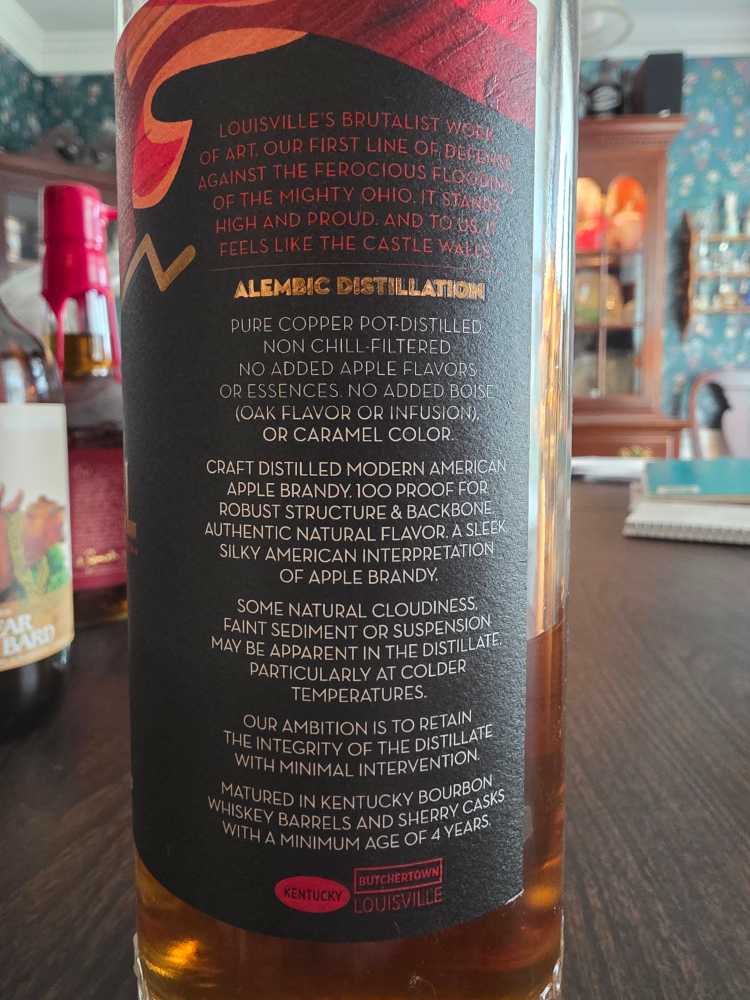 LOUISVILLE'S BRUTALIST WORK
OF ART. OUR FIRST LINE OF DEFENSE
AGAINST THE FEROCIOUS FLOODING
OF THE MIGHTY OHIO. IT STANDS
HIGH AND PROUD. AND TO US, IT
FEELS LIKE THE CASTLE WALLS.
ALEMBIC DISTILLATION
PURE COPPER POT-DISTILLED
NON CHILL-FILTERED
NO ADDED APPLE FLAVORS
OR ESSENCES. NO ADDED BOISE
(OAK FLAVOR OR INFUSION),
OR CARAMEL COLOR.
CRAFT DISTILLED MODERN AMERICAN
APPLE BRANDY. 100 PROOF FOR
ROBUST STRUCTURE & BACKBONE.
AUTHENTIC NATURAL FLAVOR. A SLEEK
SILKY AMERICAN INTERPRETATION
OF APPLE BRANDY.
SOME NATURAL CLOUDINESS,
FAINT SEDIMENT OR SUSPENSION
MAY BE APPARENT IN THE DISTILLATE,
PARTICULARLY AT COLDER
TEMPERATURES.
OUR AMBITION IS TO RETAIN
THE INTEGRITY OF THE DISTILLATE
WITH MINIMAL INTERVENTION.
MATURED IN KENTUCKY BOURBON
WHISKEY BARRELS AND SHERRY CASKS
WITH A MINIMUM AGE OF 4 YEARS.
KENTUCKY
BUTCHERTOWN
LOUISVILLE
BARD